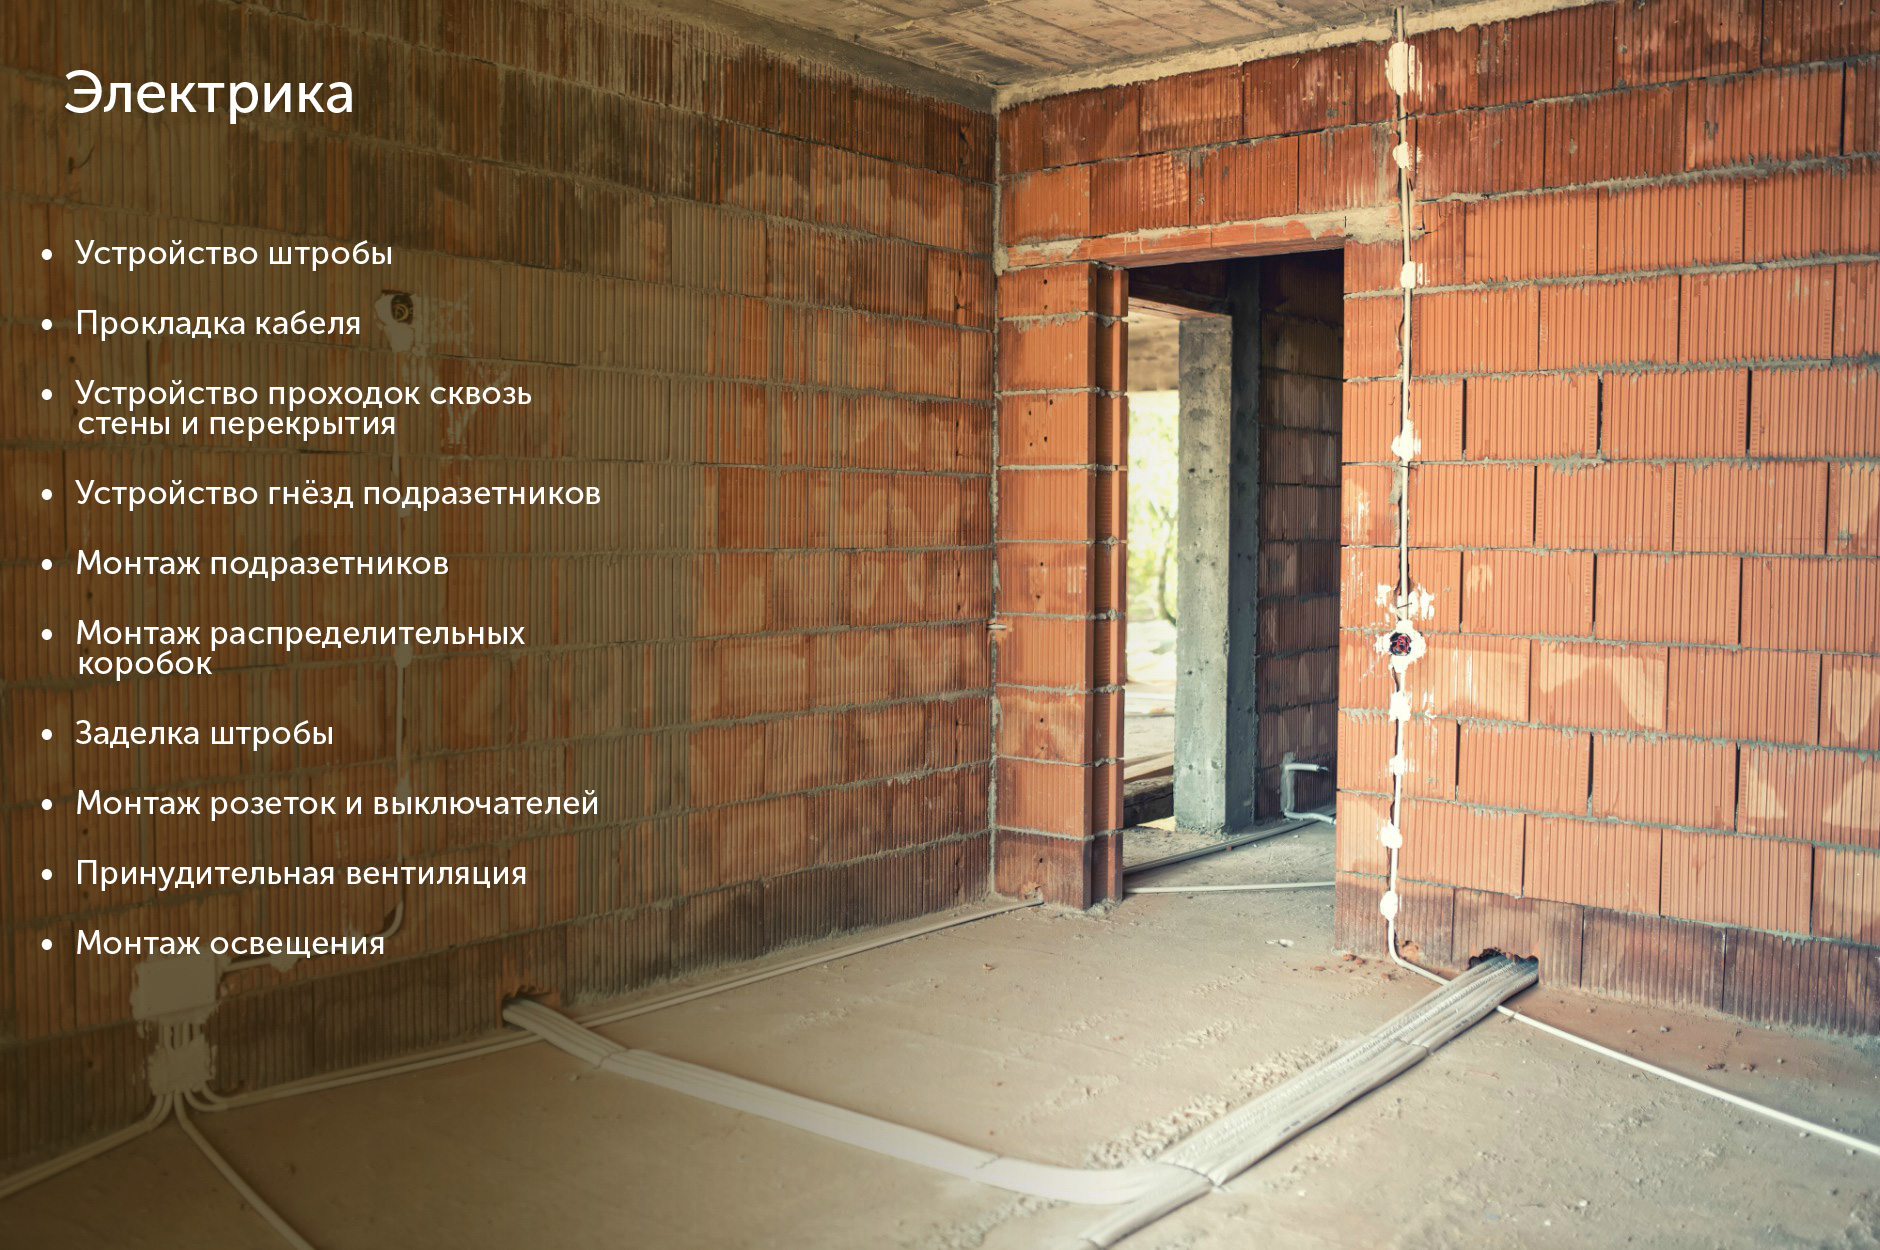 Электрика
• Устройство штробы
• Прокладка кабеля
• Устройство проходок сквозь
стены и перекрытия
• Устройство гнёзд подразетников
• Монтаж подразетников
• Монтаж распределительных
коробок
• Заделка штробы
• Монтаж розеток и выключателей
• Принудительная вентиляция
• Монтаж освещения